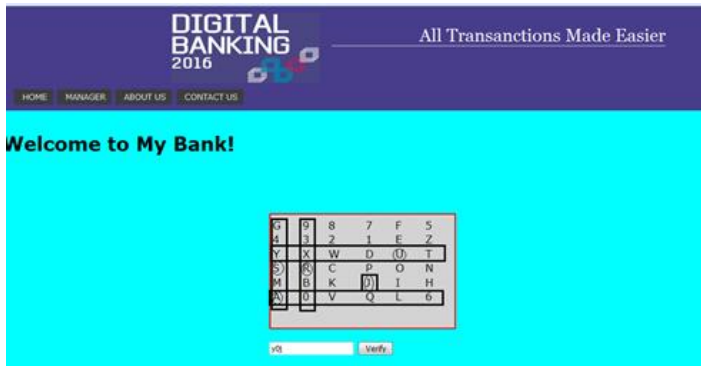 DIGITAL
BANKING
2016
All Transanctions Made Easier
HOME MANAGER ABOUT US CONTACT US
Welcome to My Bank!
G 9 8 7 F 5
4 3 2 1 E Z
Y X W D U T
S R C P O N
M B K J I H
A 0 V Q L 6
y0j Verify